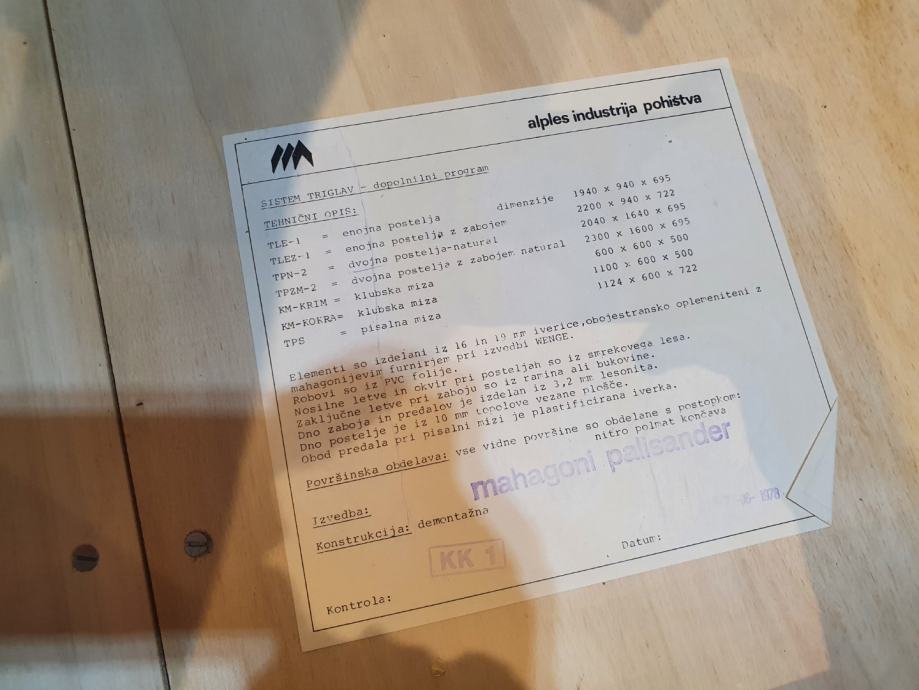 alples industrija pohištva
SISTEM TRIGLAV - dopolnilni program
TEHNIČNI OPIS:
dimenzije
TLE-1 = enojna postelja 1940 x 940 x 695
TLEZ-1 = enojna postelja z zabojem 2200 x 940 x 722
TPN-2 = dvojna postelja-natural 2040 x 1640 x 695
TPZM-2 = dvojna postelja z zabojem natural 2300 x 1600 x 695
KM-KRIM = klubska miza 600 x 600 x 500
KM-KOKRA= klubska miza 1100 x 600 x 500
TPS = pisalna miza 1124 x 600 x 722
Elementi so izdelani iz 16 in 19 mm iverice,obojestransko oplemeniteni z
mahagonijevim furnirjem pri izvedbi WENGE.
Robovi so iz PVC folije.
Nosilne letve in okvir pri posteljah so iz smrekovega lesa.
Zaključne letve pri zaboju so iz ramina ali bukovine.
Dno zaboja in predalov je izdelan iz 3,2 mm lesonita.
Dno postelje je iz 10 mm topolove vezane plošče.
Obod predala pri pisalni mizi je plastificirana iverka.
Površinska obdelava: vse vidne površine so obdelane s postopkom:
nitro polmat končava
mahagoni palisander
Izvedba:
Konstrukcija: demontažna
-06- 1978
KK 1
Datum:
Kontrola: